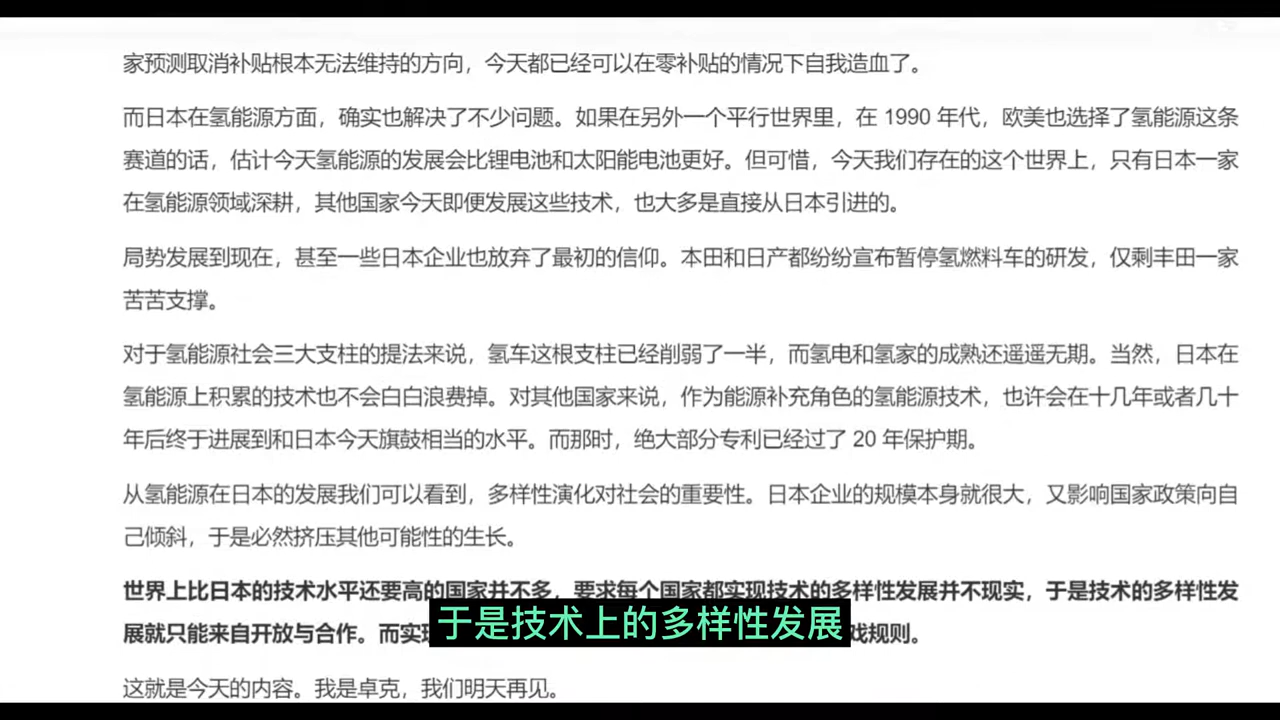 家预测取消补贴根本无法维持的方向，今天都已经可以在零补贴的情况下自我造血了。
而日本在氢能源方面，确实也解决了不少问题。如果在另外一个平行世界里，在 1990 年代，欧美也选择了氢能源这条
赛道的话，估计今天氢能源的发展会比锂电池和太阳能电池更好。但可惜，今天我们存在的这个世界上，只有日本一家
在氢能源领域深耕，其他国家今天即便发展这些技术，也大多是直接从日本引进的。
局势发展到现在，甚至一些日本企业也放弃了最初的信仰。本田和日产都纷纷宣布暂停氢燃料车的研发，仅剩丰田一家
苦苦支撑。
对于氢能源社会三大支柱的提法来说，氢车这根支柱已经削弱了一半，而氢电和氢家的成熟还遥遥无期。当然，日本在
氢能源上积累的技术也不会白白浪费掉。对其他国家来说，作为能源补充角色的氢能源技术，也许会在十几年或者几十
年后终于进展到和日本今天旗鼓相当的水平。而那时，绝大部分专利已经过了 20 年保护期。
从氢能源在日本的发展我们可以看到，多样性演化对社会的重要性。日本企业的规模本身就很大，又影响国家政策向自
己倾斜，于是必然挤压其他可能性的生长。
世界上比日本的技术水平还要高的国家并不多，要求每个国家都实现技术的多样性发展并不现实，于是技术的多样性发
展就只能来自开放与合作。而实 戏规则。
于是技术上的多样性发展
这就是今天的内容。我是卓克，我们明天再见。